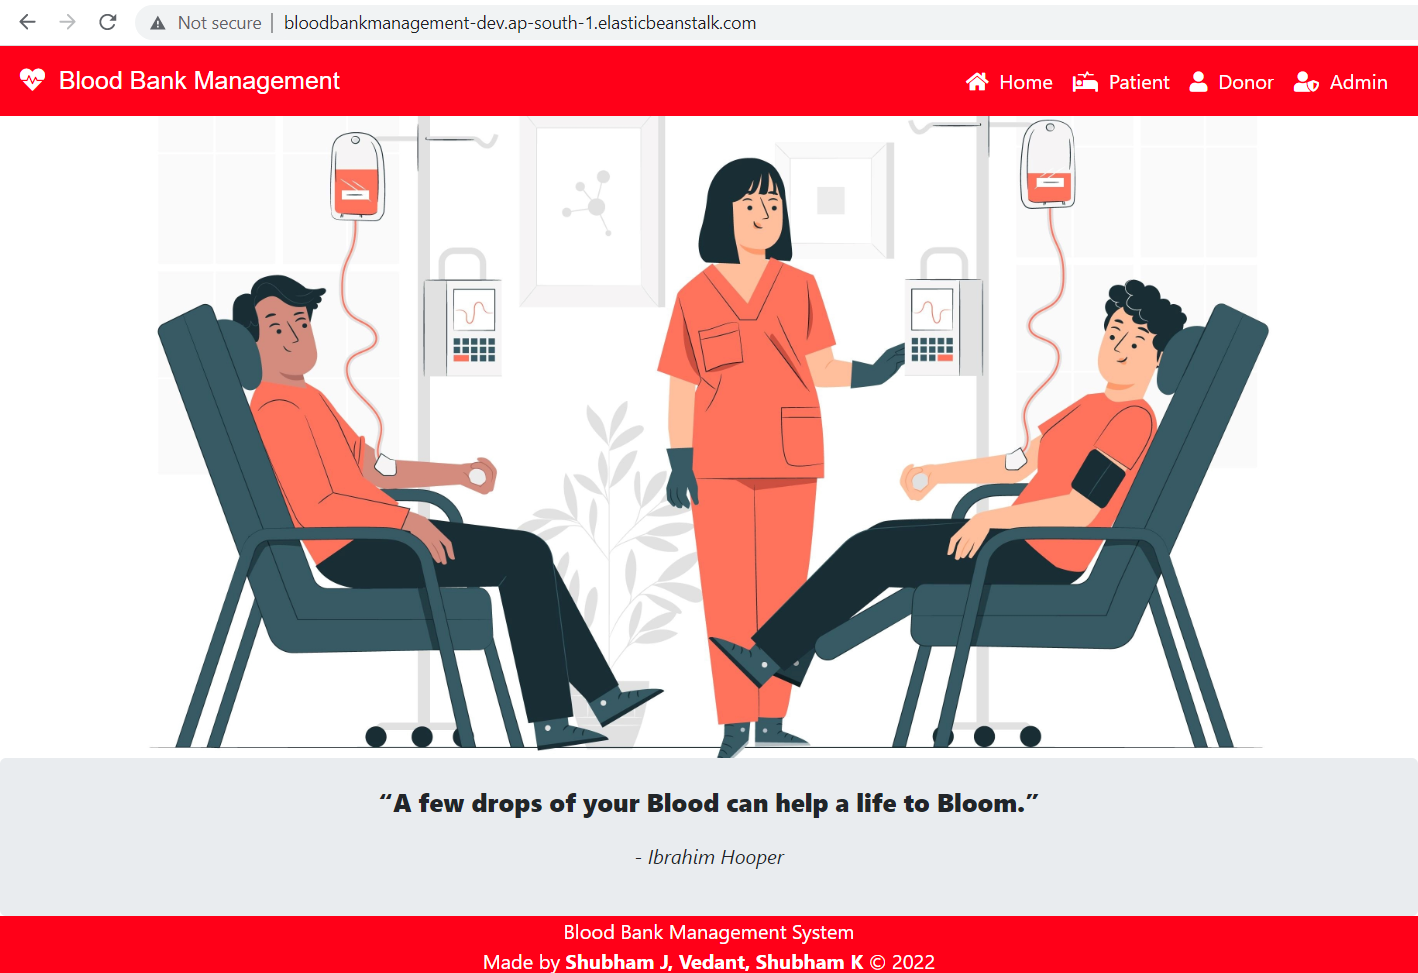 Not secure | bloodbankmanagement-dev.ap-south-1.elasticbeanstalk.com
Blood Bank Management Home Patient Donor Admin
“A few drops of your Blood can help a life to Bloom.”
- Ibrahim Hooper
Blood Bank Management System
Made by Shubham J, Vedant, Shubham K © 2022